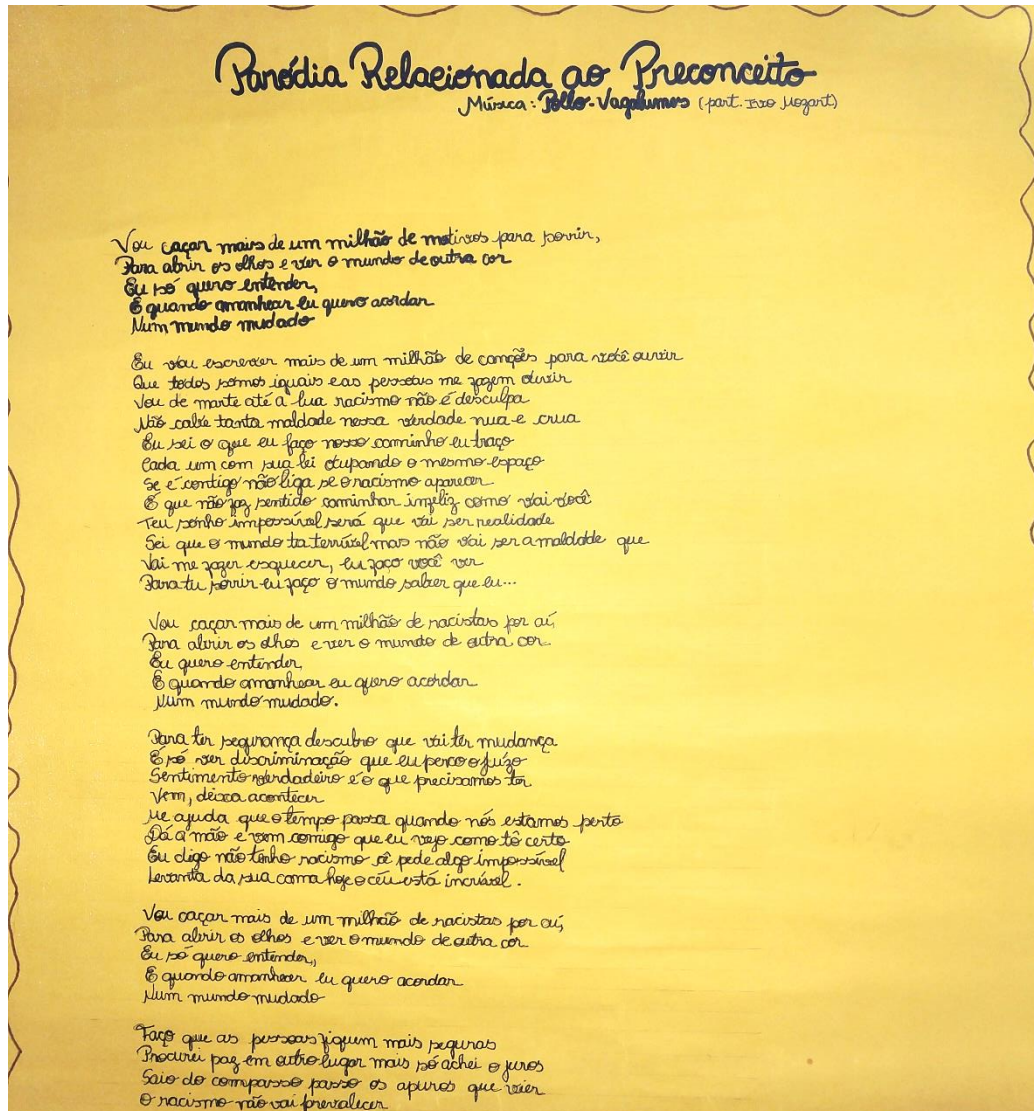 Paródia Relacionada ao Preconceito
Música: Pollo-Vagalumes (part. Ivo Mozart)
Vou caçar mais de um milhão de motivos para sorrir,
Para abrir os olhos e ver o mundo de outra cor
Eu só quero entender,
E quando amanhear eu quero acordar
Num mundo mudado
Eu vou escrever mais de um milhão de canções para você ouvir
Que todos somos iguais e as pessoas me fazem ouvir
Vou de marte até a lua racismo não é desculpa
Não cabe tanta maldade nessa verdade nua e crua
Eu sei o que eu faço nosso caminho eu traço
Cada um com sua lei ocupando o mesmo espaço
Se é contigo não liga se o racismo aparecer
É que não faz sentido caminhar infeliz como vai você
Teu sonho impossível será que vai ser realidade
Sei que o mundo ta terrível mas não vai ser a maldade que
Vai me fazer esquecer, eu faço você ver
Para tu sorrir eu faço o mundo saber que eu...
Vou caçar mais de um milhão de racistas por aí,
Para abrir os olhos e ver o mundo de outra cor
Eu quero entender,
E quando amanhear eu quero acordar
Num mundo mudado.
Para ter segurança descubro que vai ter mudança
É só ver discriminação que eu perco o juízo
Sentimento verdadeiro é o que precisamos ter
Vem, deixa acontecer
Me ajuda que o tempo passa quando nós estamos perto
Dá a mão e vem comigo que eu vejo como tô certo
Eu digo não tenho racismo cê pede algo impossível
Levanta da sua cama hoje o céu está incrível.
Vou caçar mais de um milhão de racistas por aí,
Para abrir os olhos e ver o mundo de outra cor
Eu só quero entender,,
E quando amanhecer eu quero acordar
Num mundo mudado
Faço que as pessoas fiquem mais seguras
Procurei paz em outro lugar mais só achei o juros
Saio do compasso passo os apuros que vier
O racismo não vai prevalecer